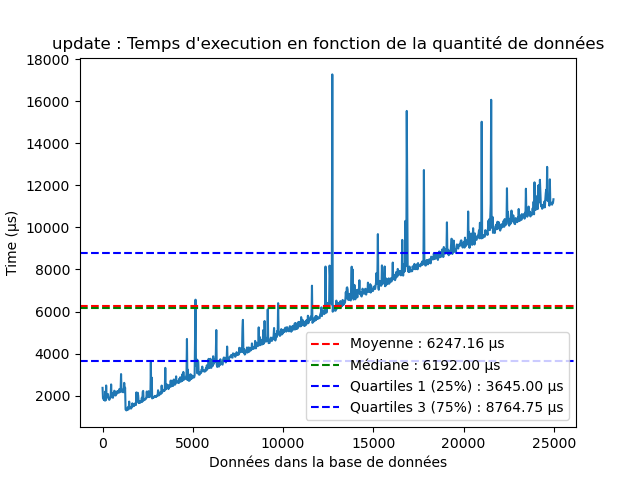 update : Temps d'execution en fonction de la quantité de données
18000
16000
14000
12000
10000
8000
6000
4000
2000
Time (µs)
Moyenne : 6247.16 µs
Médiane : 6192.00 µs
Quartiles 1 (25%) : 3645.00 µs
Quartiles 3 (75%) : 8764.75 µs
0 5000 10000 15000 20000 25000
Données dans la base de données